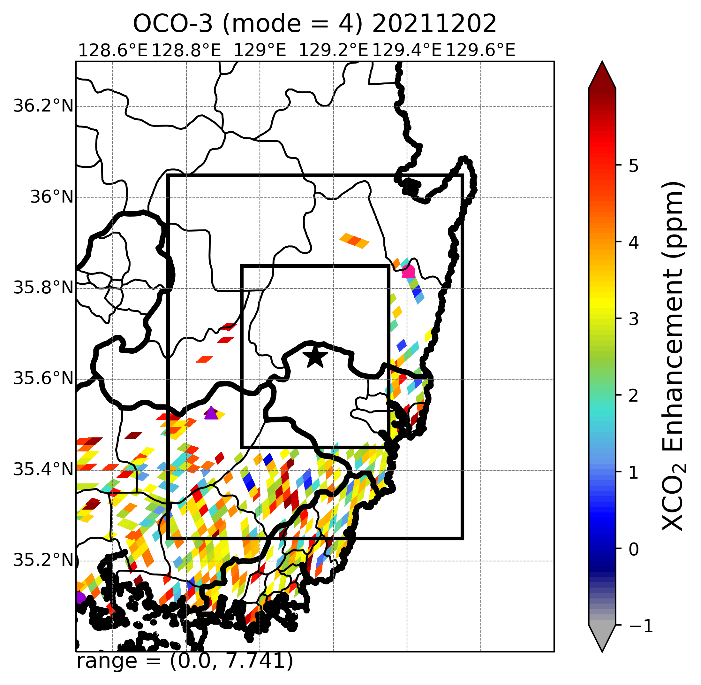 OCO-3 (mode = 4) 20211202
128.6°E 128.8°E 129°E 129.2°E 129.4°E 129.6°E
36.2°N
36°N
35.8°N
35.6°N
35.4°N
35.2°N
5
4
3
2
1
0
−1
XCO₂ Enhancement (ppm)
range = (0.0, 7.741)